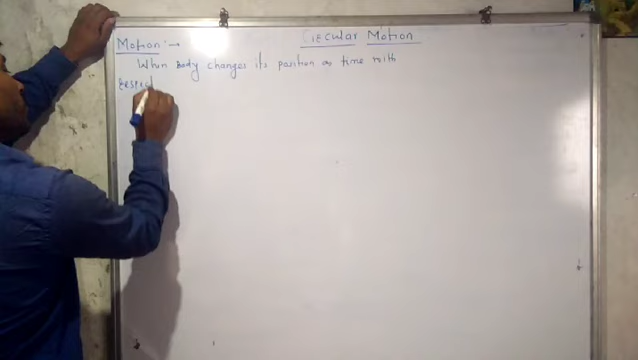 Circular Motion
Motion :→
When Body changes its position as time with
respect